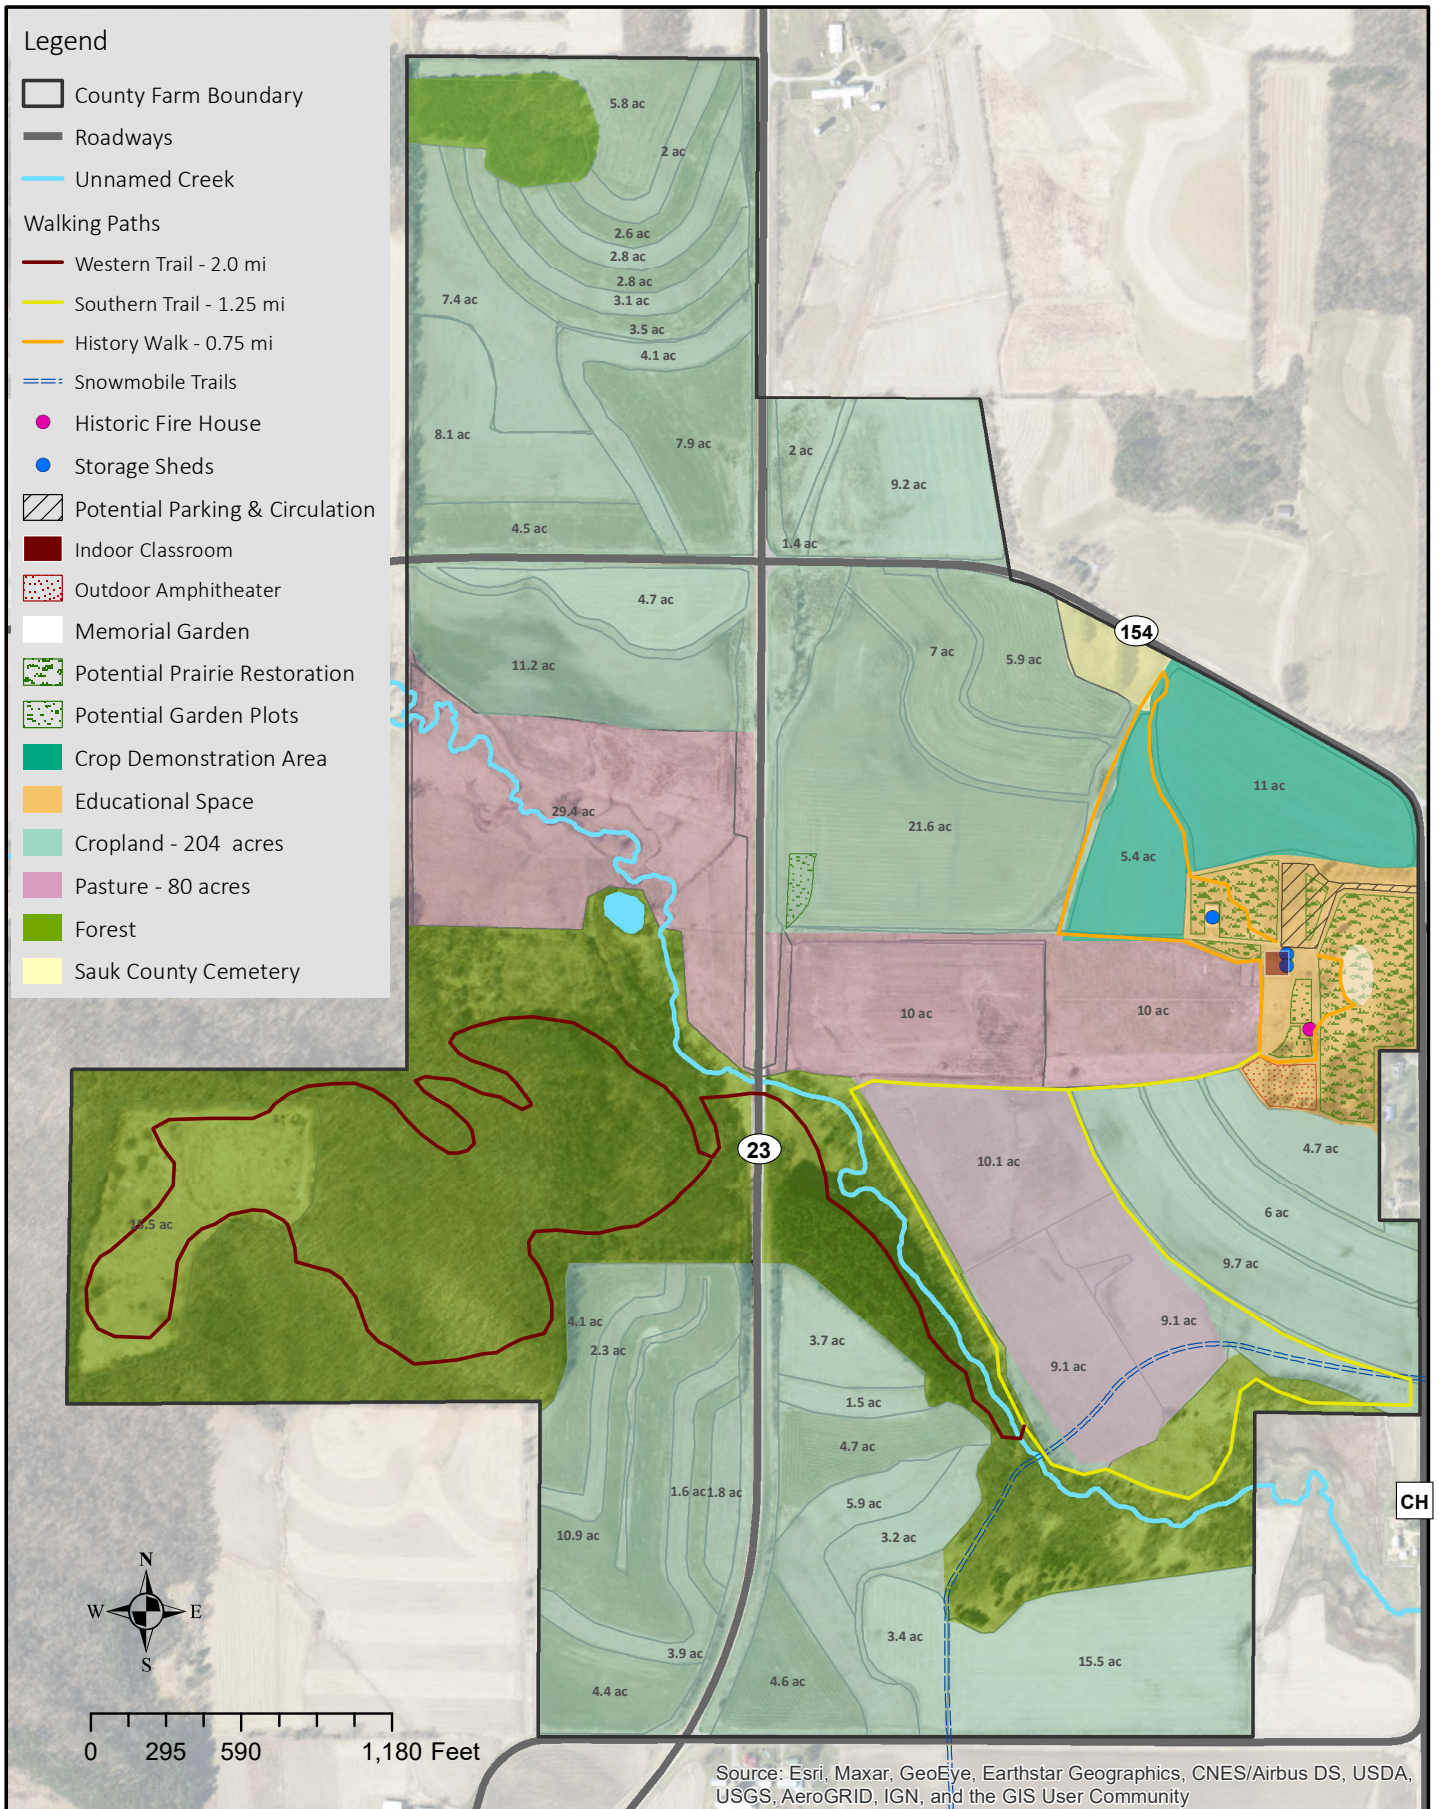 Legend
County Farm Boundary
Roadways
Unnamed Creek
Walking Paths
Western Trail - 2.0 mi
Southern Trail - 1.25 mi
History Walk - 0.75 mi
Snowmobile Trails
Historic Fire House
Storage Sheds
Potential Parking & Circulation
Indoor Classroom
Outdoor Amphitheater
Memorial Garden
Potential Prairie Restoration
Potential Garden Plots
Crop Demonstration Area
Educational Space
Cropland - 204 acres
Pasture - 80 acres
Forest
Sauk County Cemetery
5.8 ac
2 ac
2.6 ac
2.8 ac
2.8 ac
7.4 ac
3.1 ac
3.5 ac
4.1 ac
8.1 ac
7.9 ac
2 ac
9.2 ac
4.5 ac
1.4 ac
4.7 ac
154
11.2 ac
7 ac
5.9 ac
29.4 ac
11 ac
21.6 ac
5.4 ac
10 ac
10 ac
23
10.1 ac
4.7 ac
15.5 ac
6 ac
9.7 ac
4.1 ac
2.3 ac
3.7 ac
9.1 ac
9.1 ac
1.5 ac
4.7 ac
1.6 ac
1.8 ac
5.9 ac
CH
10.9 ac
3.2 ac
3.9 ac
3.4 ac
15.5 ac
4.4 ac
4.6 ac
N
W E
S
0 295 590 1,180 Feet
Source: Esri, Maxar, GeoEye, Earthstar Geographics, CNES/Airbus DS, USDA,
USGS, AeroGRID, IGN, and the GIS User Community